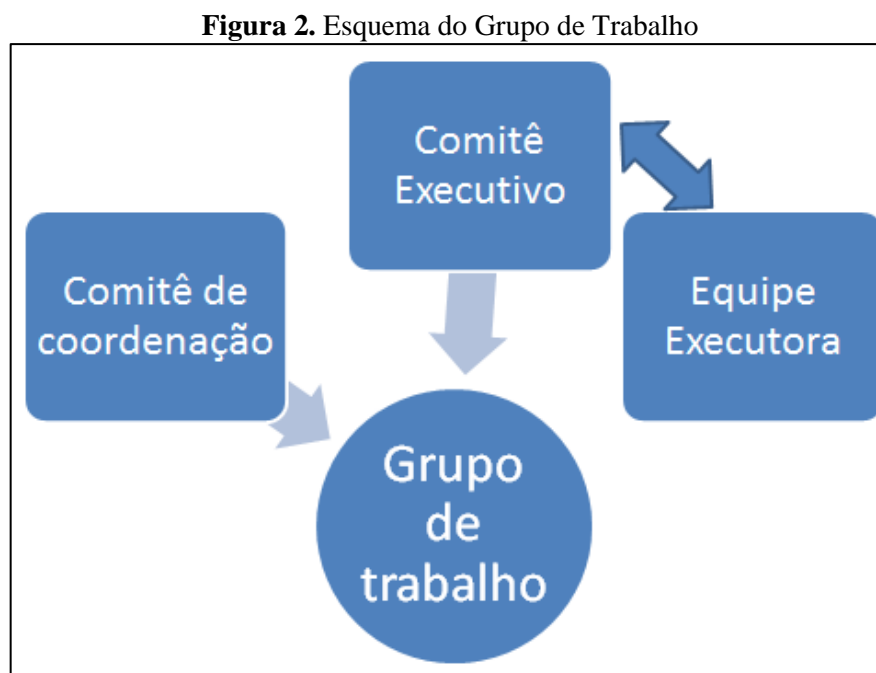 Figura 2. Esquema do Grupo de Trabalho
Comitê
Executivo
Comitê de
coordenação
Equipe
Executora
Grupo
de
trabalho